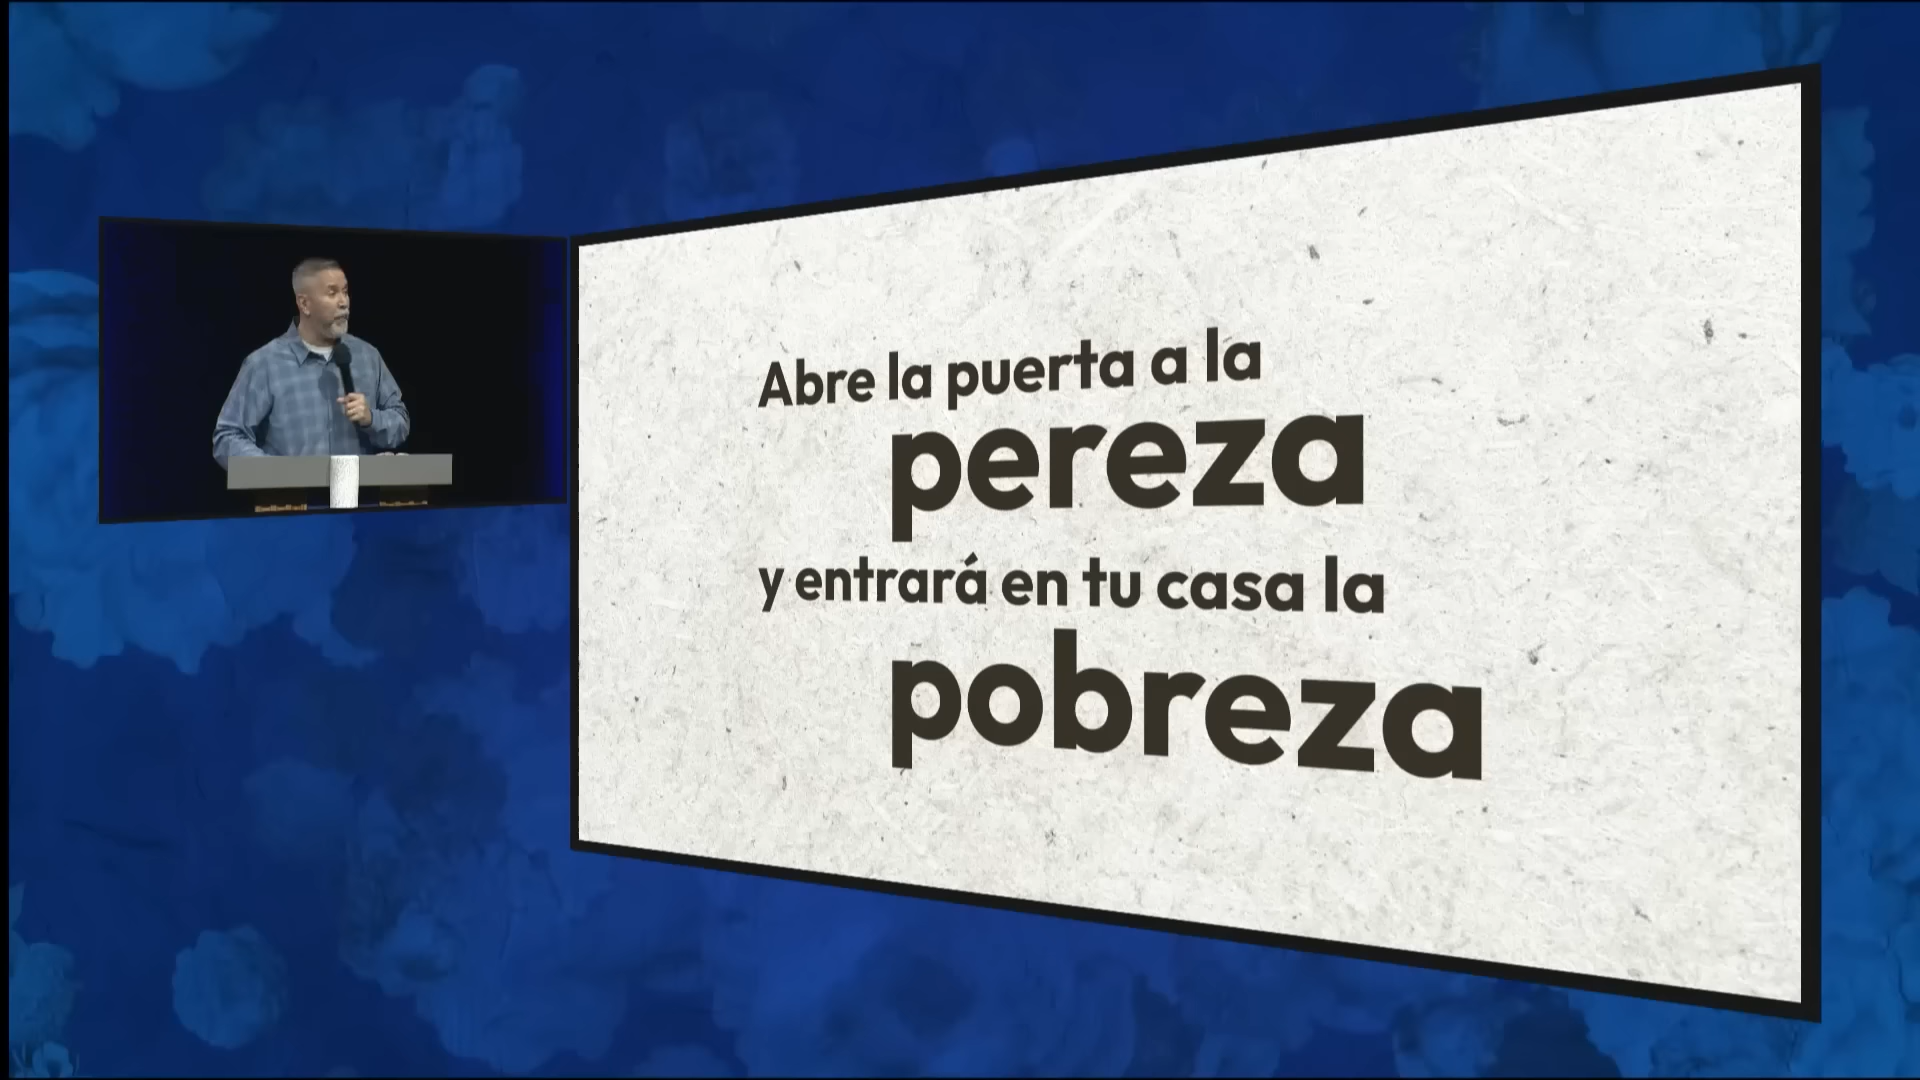 Abre la puerta a la
pereza
y entrará en tu casa la
pobreza